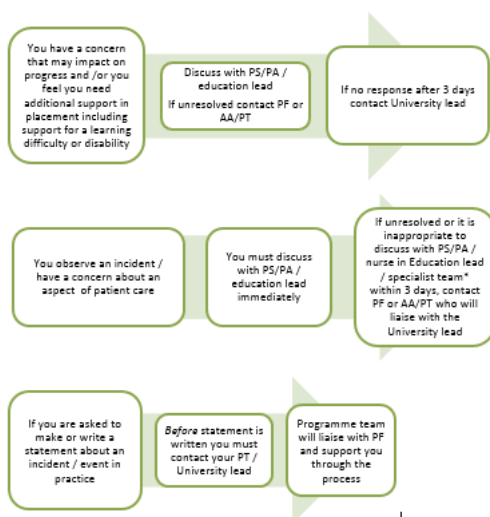 You have a concern
that may impact on
progress and /or you
feel you need
additional support in
placement including
support for a learning
difficulty or disability
Discuss with PS/PA /
education lead
If unresolved contact PF or
AA/PT
If no response after 3 days
contact University lead
You observe an incident /
have a concern about an
aspect of patient care
You must discuss
with PS/PA /
education lead
immediately
If unresolved or it is
inappropriate to
discuss with PS/PA /
nurse in Education lead
/ specialist team*
within 3 days, contact
PF or AA/PT who will
liaise with the
University lead
If you are asked to
make or write a
statement about an
incident / event in
practice
Before statement is
written you must
contact your PT /
University lead
Programme team
will liaise with PF
and support you
through the
process